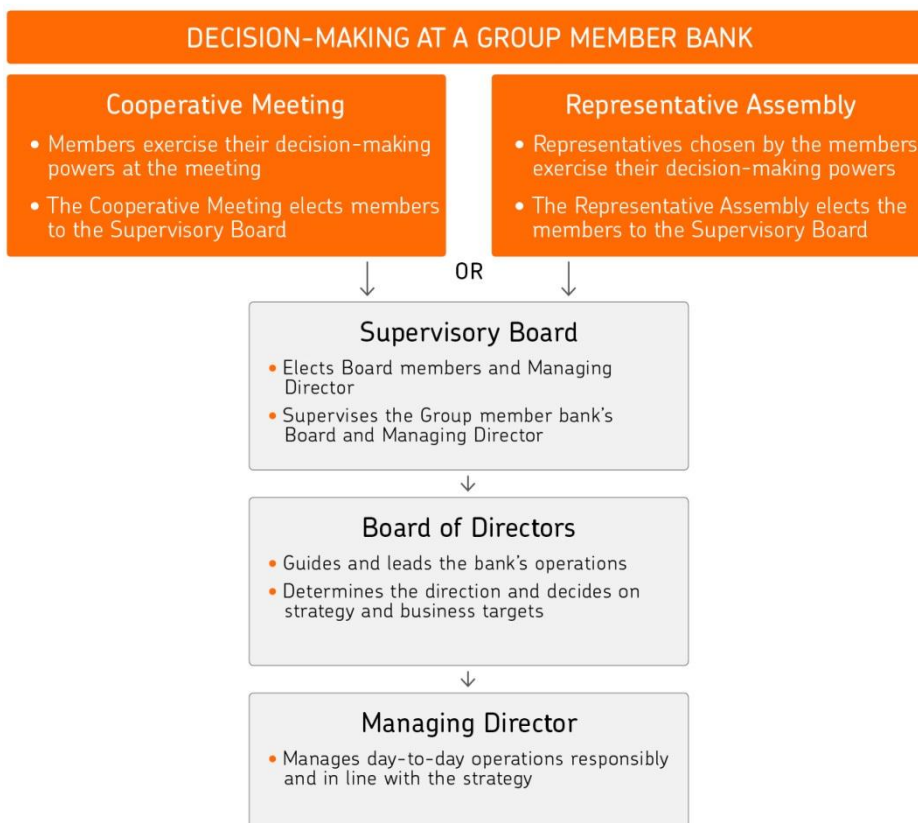 DECISION-MAKING AT A GROUP MEMBER BANK
Cooperative Meeting
• Members exercise their decision-making
powers at the meeting
• The Cooperative Meeting elects members
to the Supervisory Board
Representative Assembly
• Representatives chosen by the members
exercise their decision-making powers
• The Representative Assembly elects the
members to the Supervisory Board
OR
Supervisory Board
• Elects Board members and Managing
Director
• Supervises the Group member bank's
Board and Managing Director
Board of Directors
• Guides and leads the bank's operations
• Determines the direction and decides on
strategy and business targets
Managing Director
• Manages day-to-day operations responsibly
and in line with the strategy